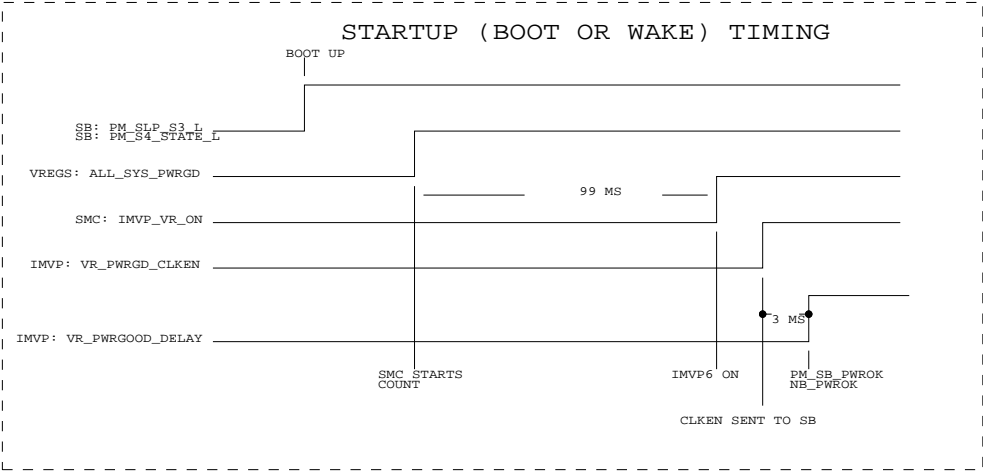 STARTUP (BOOT OR WAKE) TIMING
BOOT UP
SB: PM_SLP_S3_L
SB: PM_S4_STATE_L
VREGS: ALL_SYS_PWRGD
99 MS
SMC: IMVP_VR_ON
IMVP: VR_PWRGD_CLKEN
3 MS
IMVP: VR_PWRGOOD_DELAY
SMC STARTS
COUNT
IMVP6 ON
PM_SB_PWROK
NB_PWROK
CLKEN SENT TO SB